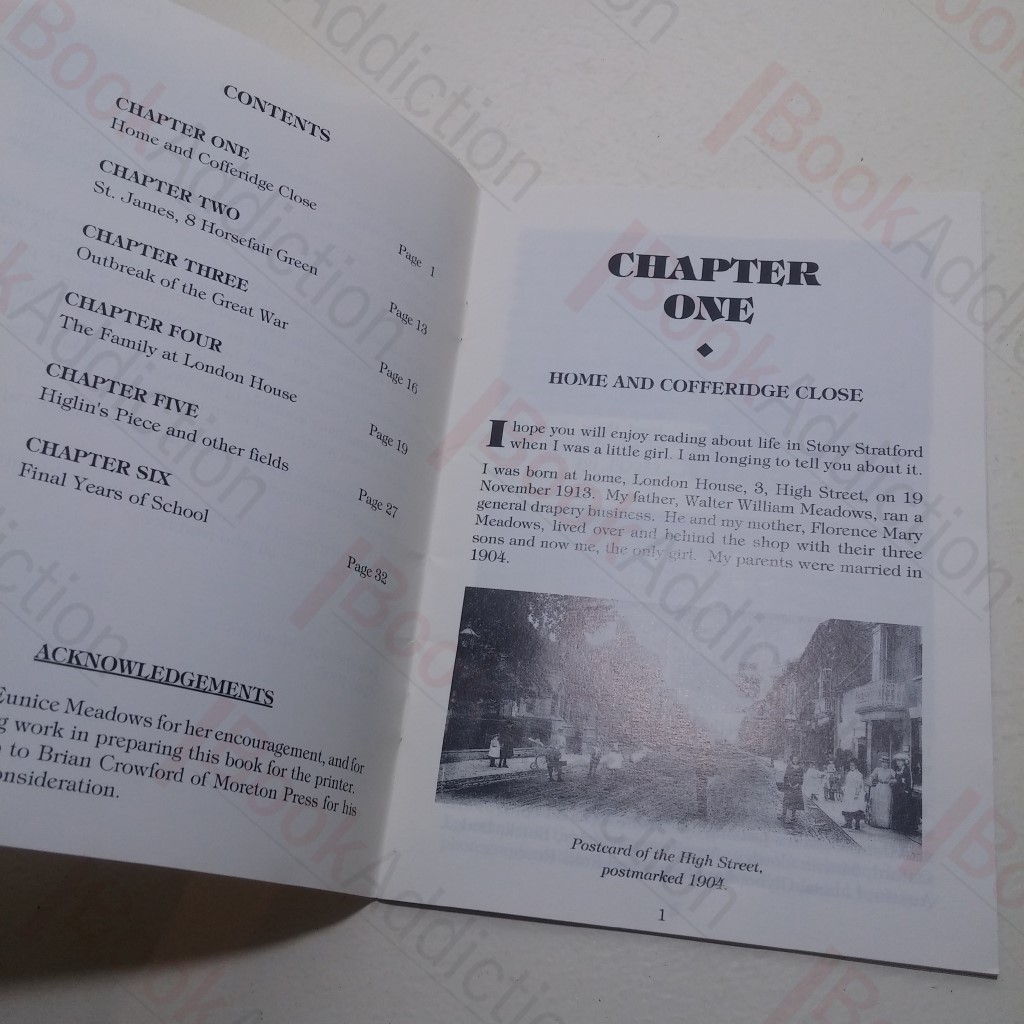 CONTENTS
CHAPTER ONE
Home and Cofferidge Close
Page 1
CHAPTER TWO
St. James, 8 Horsefair Green
Page 13
CHAPTER THREE
Outbreak of the Great War
Page 16
CHAPTER FOUR
The Family at London House
Page 19
CHAPTER FIVE
Higlin's Piece and other fields
Page 27
CHAPTER SIX
Final Years of School
Page 32
ACKNOWLEDGEMENTS
Eunice Meadows for her encouragement, and for
work in preparing this book for the printer.
to Brian Crowford of Moreton Press for his
consideration.
CHAPTER
ONE
HOME AND COFFERIDGE CLOSE
I hope you will enjoy reading about life in Stony Stratford
when I was a little girl. I am longing to tell you about it.
I was born at home, London House, 3, High Street, on 19
November 1913. My father, Walter William Meadows, ran a
general drapery business. He and my mother, Florence Mary
Meadows, lived over and behind the shop with their three
sons and now me, the only girl. My parents were married in
1904.
Postcard of the High Street,
postmarked 1904.
1
BookAddiction